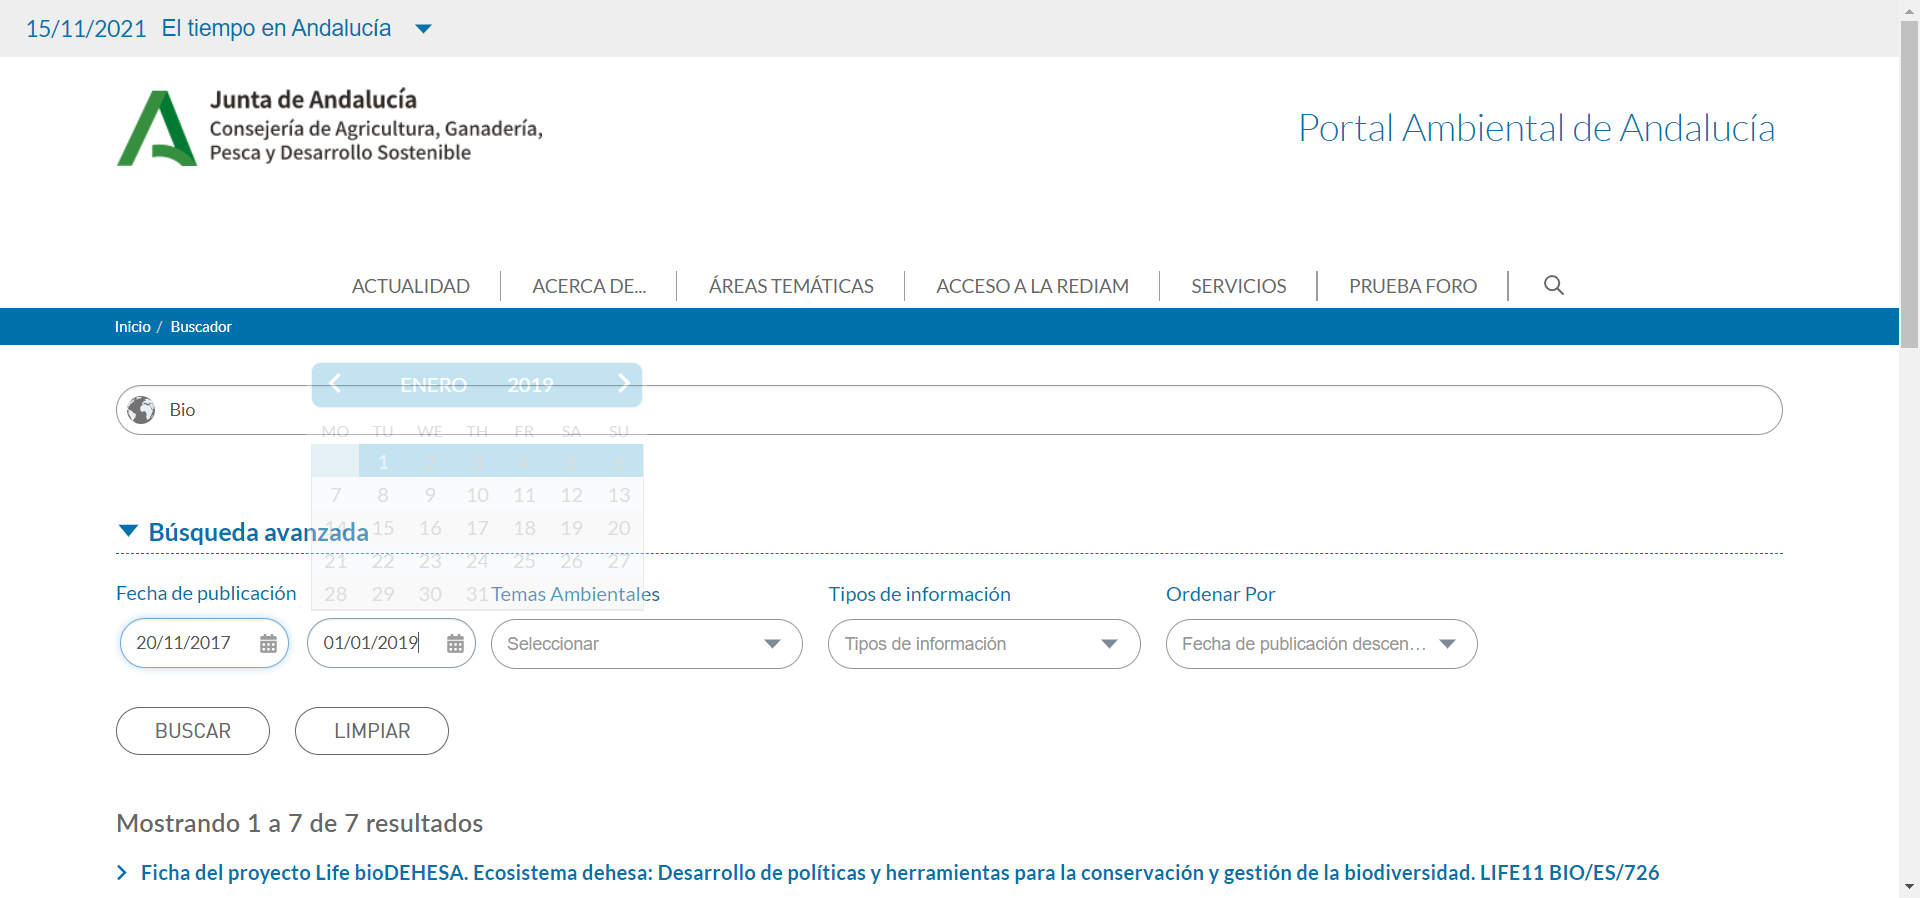 15/11/2021 El tiempo en Andalucía
Junta de Andalucía
Consejería de Agricultura, Ganadería,
Pesca y Desarrollo Sostenible
Portal Ambiental de Andalucía
ACTUALIDAD ACERCA DE... ÁREAS TEMÁTICAS ACCESO A LA REDIAM SERVICIOS PRUEBA FORO
Inicio / Buscador
ENERO 2019
Bio
MO TU WE TH FR SA SU
1 2 3 4 5 6
7 8 9 10 11 12 13
14 15 16 17 18 19 20
Búsqueda avanzada
21 22 23 24 25 26 27
28 29 30 31
Fecha de publicación Temas Ambientales Tipos de información Ordenar Por
20/11/2017 01/01/2019 Seleccionar Tipos de información Fecha de publicación descen...
BUSCAR LIMPIAR
Mostrando 1 a 7 de 7 resultados
Ficha del proyecto Life bioDEHESA. Ecosistema dehesa: Desarrollo de políticas y herramientas para la conservación y gestión de la biodiversidad. LIFE11 BIO/ES/726